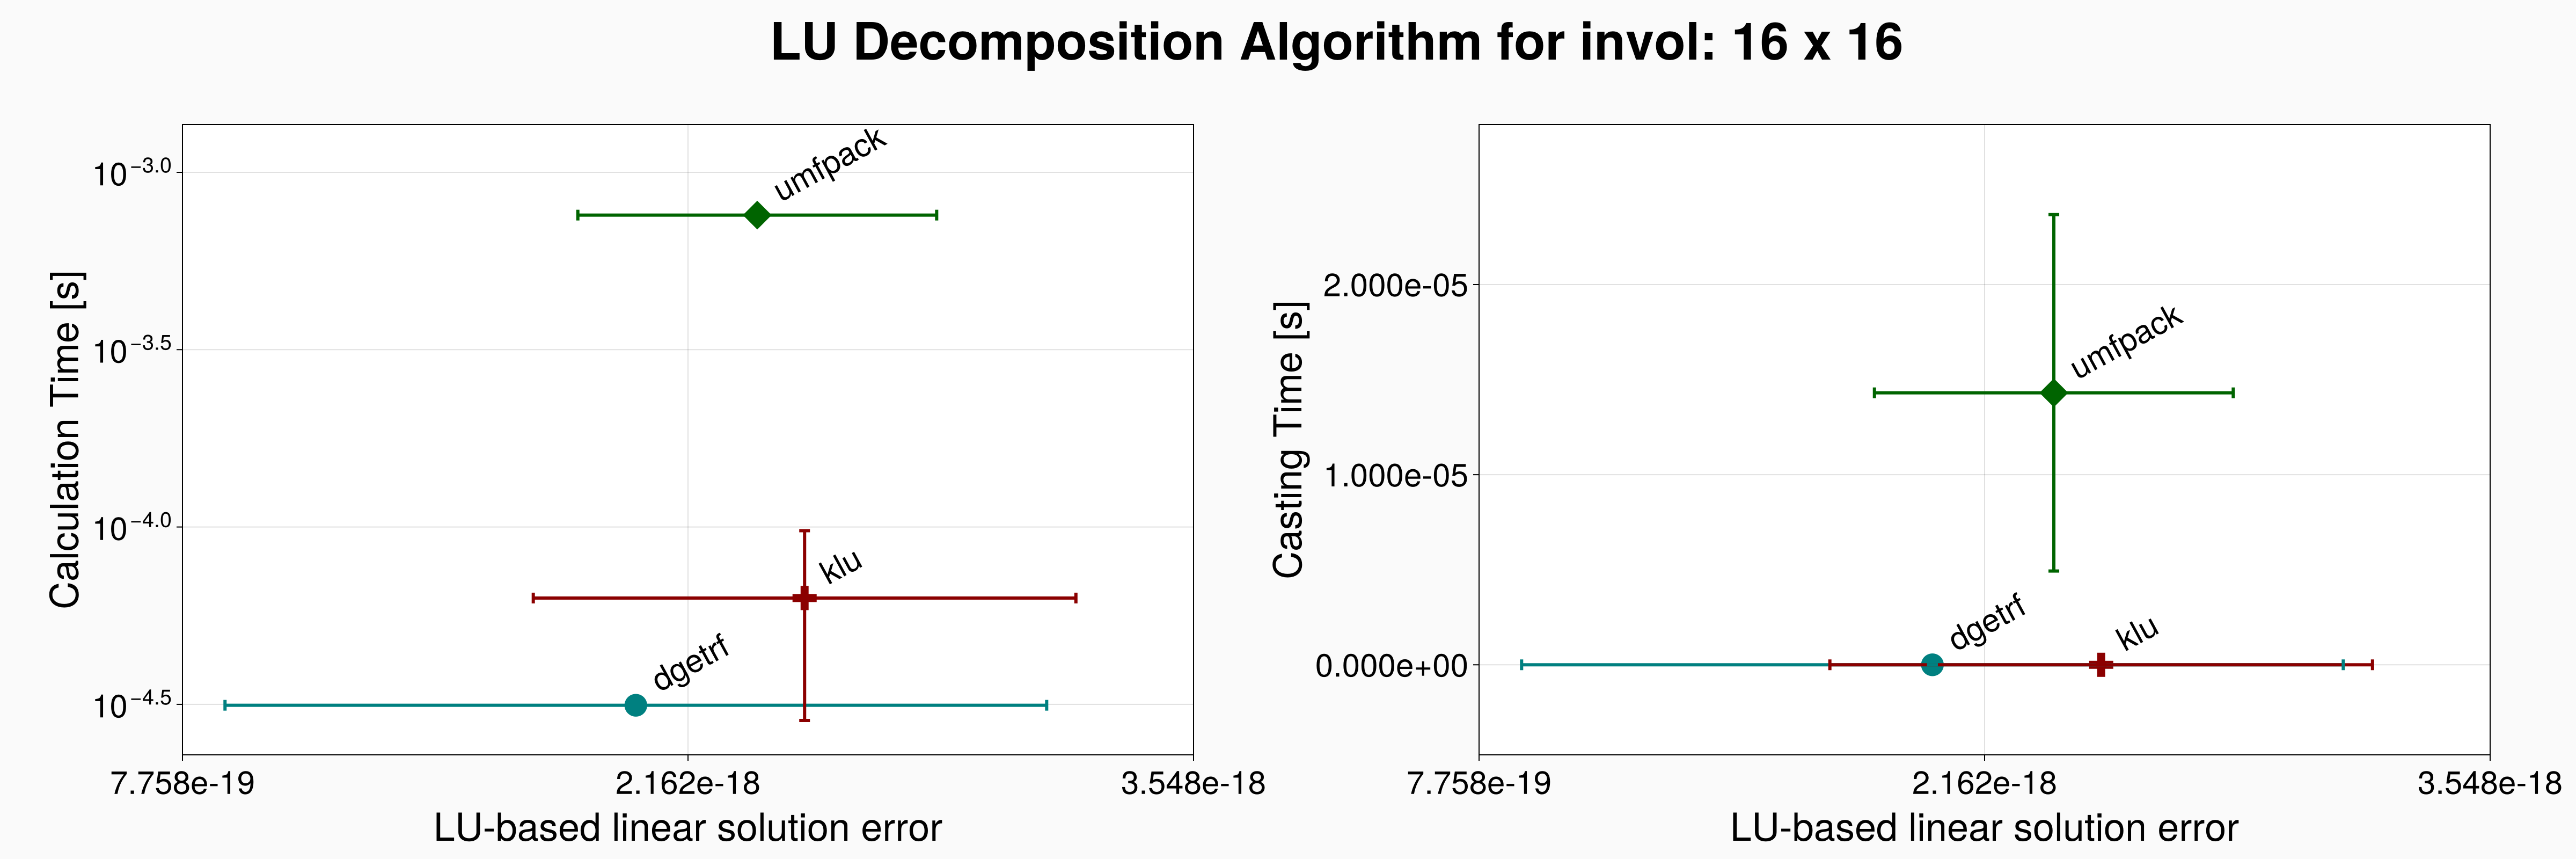 LU Decomposition Algorithm for invol: 16 x 16
Calculation Time [s]
10^−3.0
10^−3.5
10^−4.0
10^−4.5
umfpack
klu
dgetrf
7.758e-19 2.162e-18 3.548e-18
LU-based linear solution error
Casting Time [s]
2.000e-05
1.000e-05
0.000e+00
umfpack
dgetrf
klu
7.758e-19 2.162e-18 3.548e-18
LU-based linear solution error